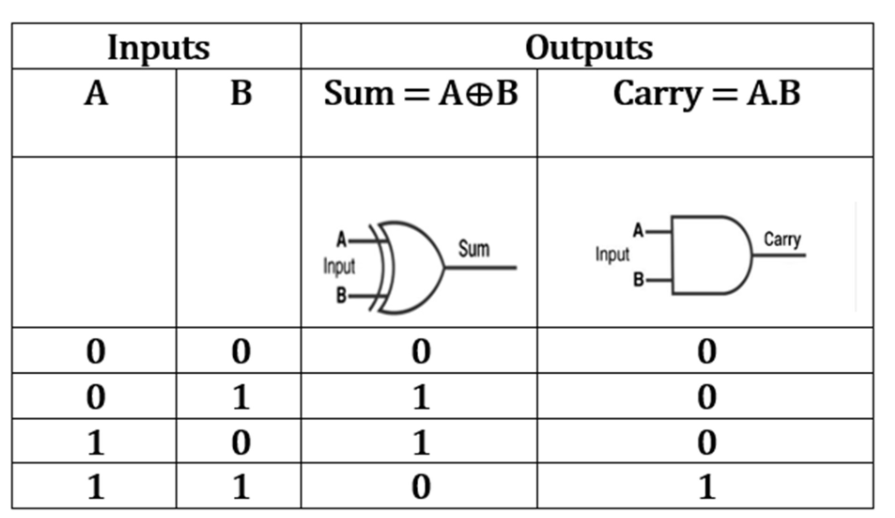 Inputs Outputs
A B Sum = A⊕B Carry = A.B
A Sum A Carry
Input Input
B B
0 0 0 0
0 1 1 0
1 0 1 0
1 1 0 1